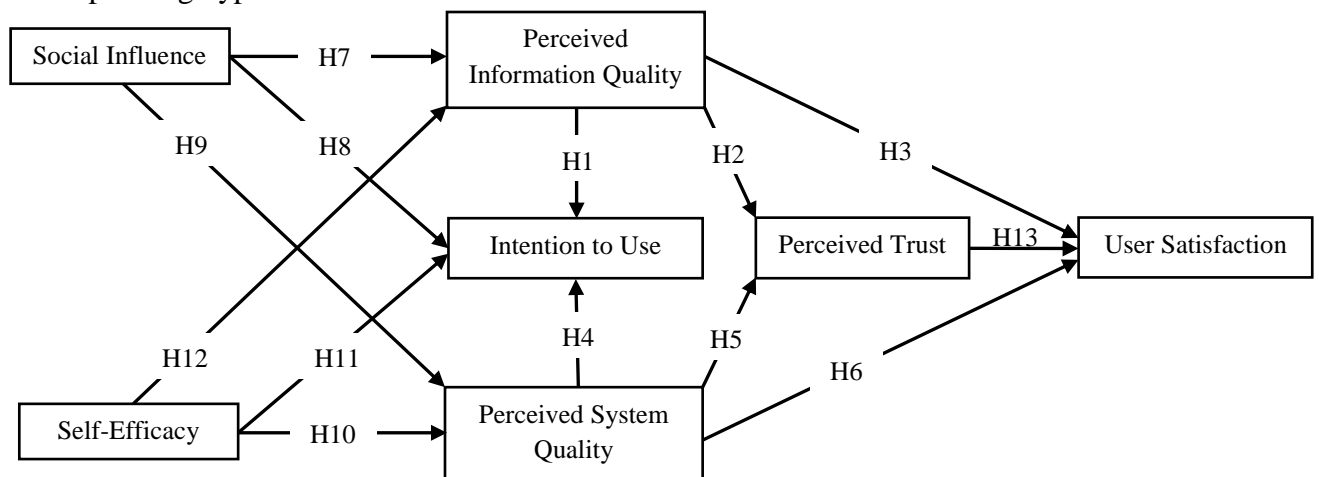 Social Influence
H7
Perceived
Information Quality
H9
H8
H1
H2
H3
Intention to Use
Perceived Trust
H13
User Satisfaction
H12
H11
H4
H5
H6
Self-Efficacy
H10
Perceived System
Quality